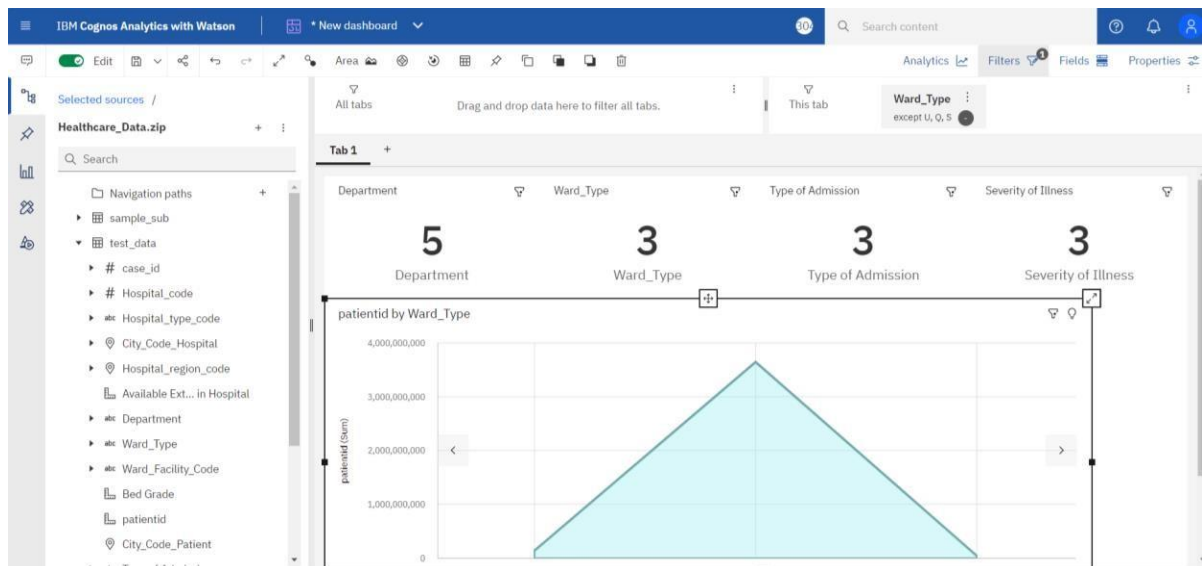 IBM Cognos Analytics with Watson
* New dashboard
Search content
Edit
Area
Analytics
Filters
1
Fields
Properties
Selected sources /
Healthcare_Data.zip
Search
Navigation paths
sample_sub
test_data
# case_id
# Hospital_code
abc Hospital_type_code
City_Code_Hospital
Hospital_region_code
Available Ext... in Hospital
abc Department
abc Ward_Type
abc Ward_Facility_Code
Bed Grade
patientid
City_Code_Patient
All tabs
Drag and drop data here to filter all tabs.
This tab
Ward_Type
except U, Q, S
Tab 1 +
Department
5
Department
Ward_Type
3
Ward_Type
Type of Admission
3
Type of Admission
Severity of Illness
3
Severity of Illness
patientid by Ward_Type
patientid (Sum)
4,000,000,000
3,000,000,000
2,000,000,000
1,000,000,000
0